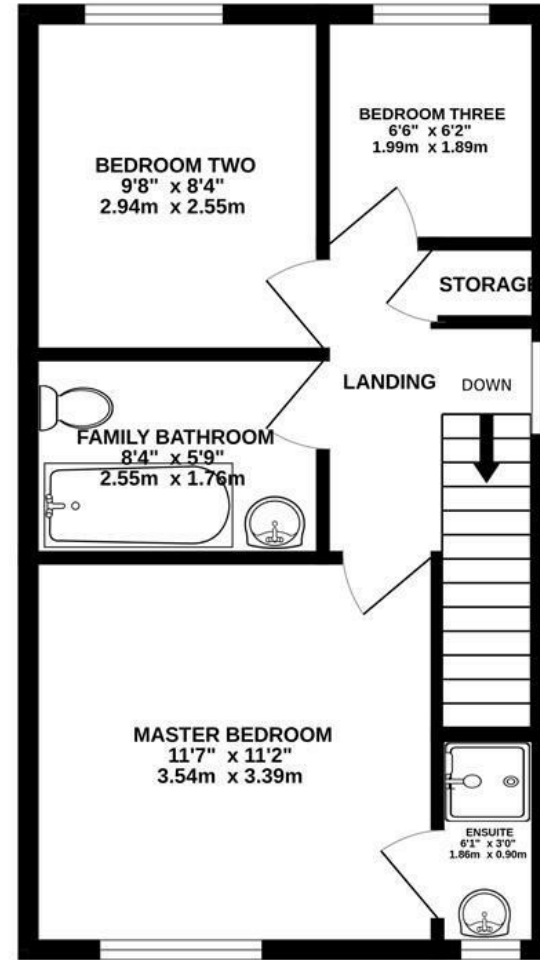 BEDROOM THREE
6'6" x 6'2"
1.99m x 1.89m
BEDROOM TWO
9'8" x 8'4"
2.94m x 2.55m
STORAGE
LANDING
DOWN
FAMILY BATHROOM
8'4" x 5'9"
2.55m x 1.76m
MASTER BEDROOM
11'7" x 11'2"
3.54m x 3.39m
ENSUITE
6'1" x 3'0"
1.86m x 0.90m